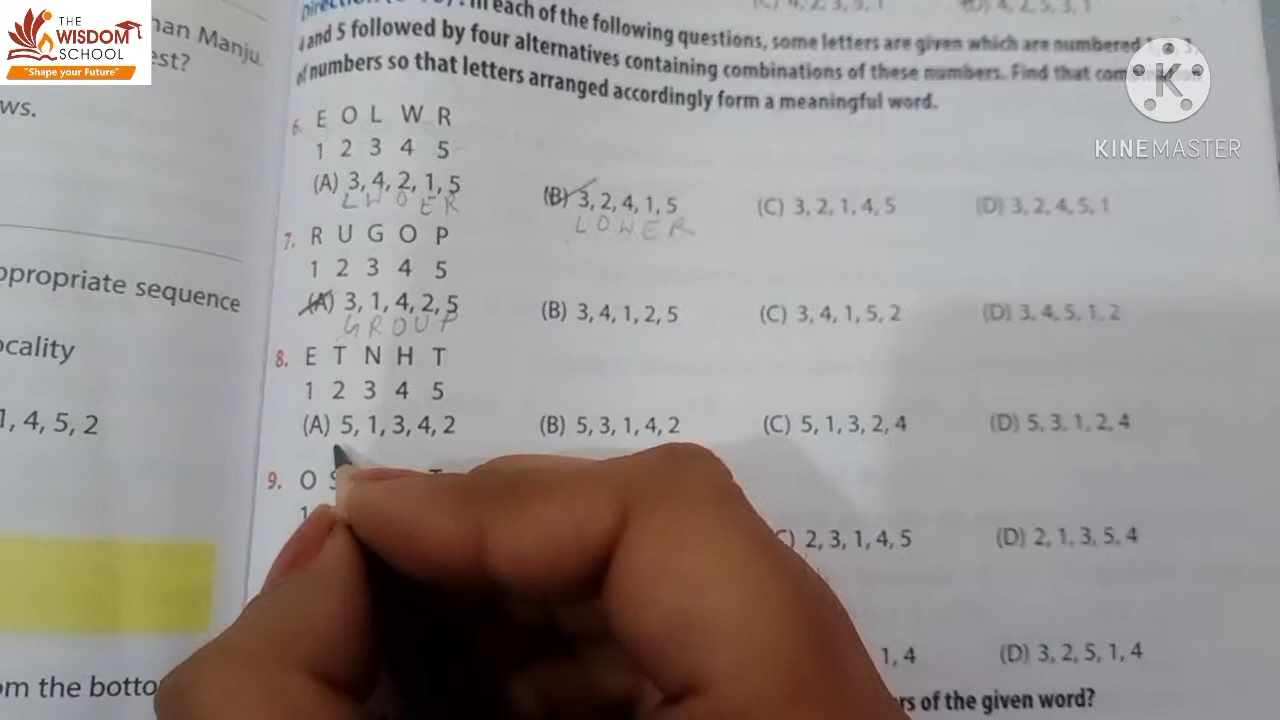 THE
WISDOM
SCHOOL
"Shape your Future"
KINEMASTER
han Manju.
est?
ws.
ppropriate sequence
ocality
1, 4, 5, 2
om the botto
each of the following questions, some letters are given which are numbered
4 and 5 followed by four alternatives containing combinations of these numbers. Find that
of numbers so that letters arranged accordingly form a meaningful word.
6. E O L W R
1 2 3 4 5
(A) 3, 4, 2, 1, 5 (B) 3, 2, 4, 1, 5 (C) 3, 2, 1, 4, 5 (D) 3, 2, 4, 5, 1
L W O E R LOWER
7. R U G O P
1 2 3 4 5
(A) 3, 1, 4, 2, 5 (B) 3, 4, 1, 2, 5 (C) 3, 4, 1, 5, 2 (D) 3, 4, 5, 1, 2
GROUP
8. E T N H T
1 2 3 4 5
(A) 5, 1, 3, 4, 2 (B) 5, 3, 1, 4, 2 (C) 5, 1, 3, 2, 4 (D) 5, 3, 1, 2, 4
9. O S
1
2, 3, 1, 4, 5 (D) 2, 1, 3, 5, 4
1, 4 (D) 3, 2, 5, 1, 4
rs of the given word?